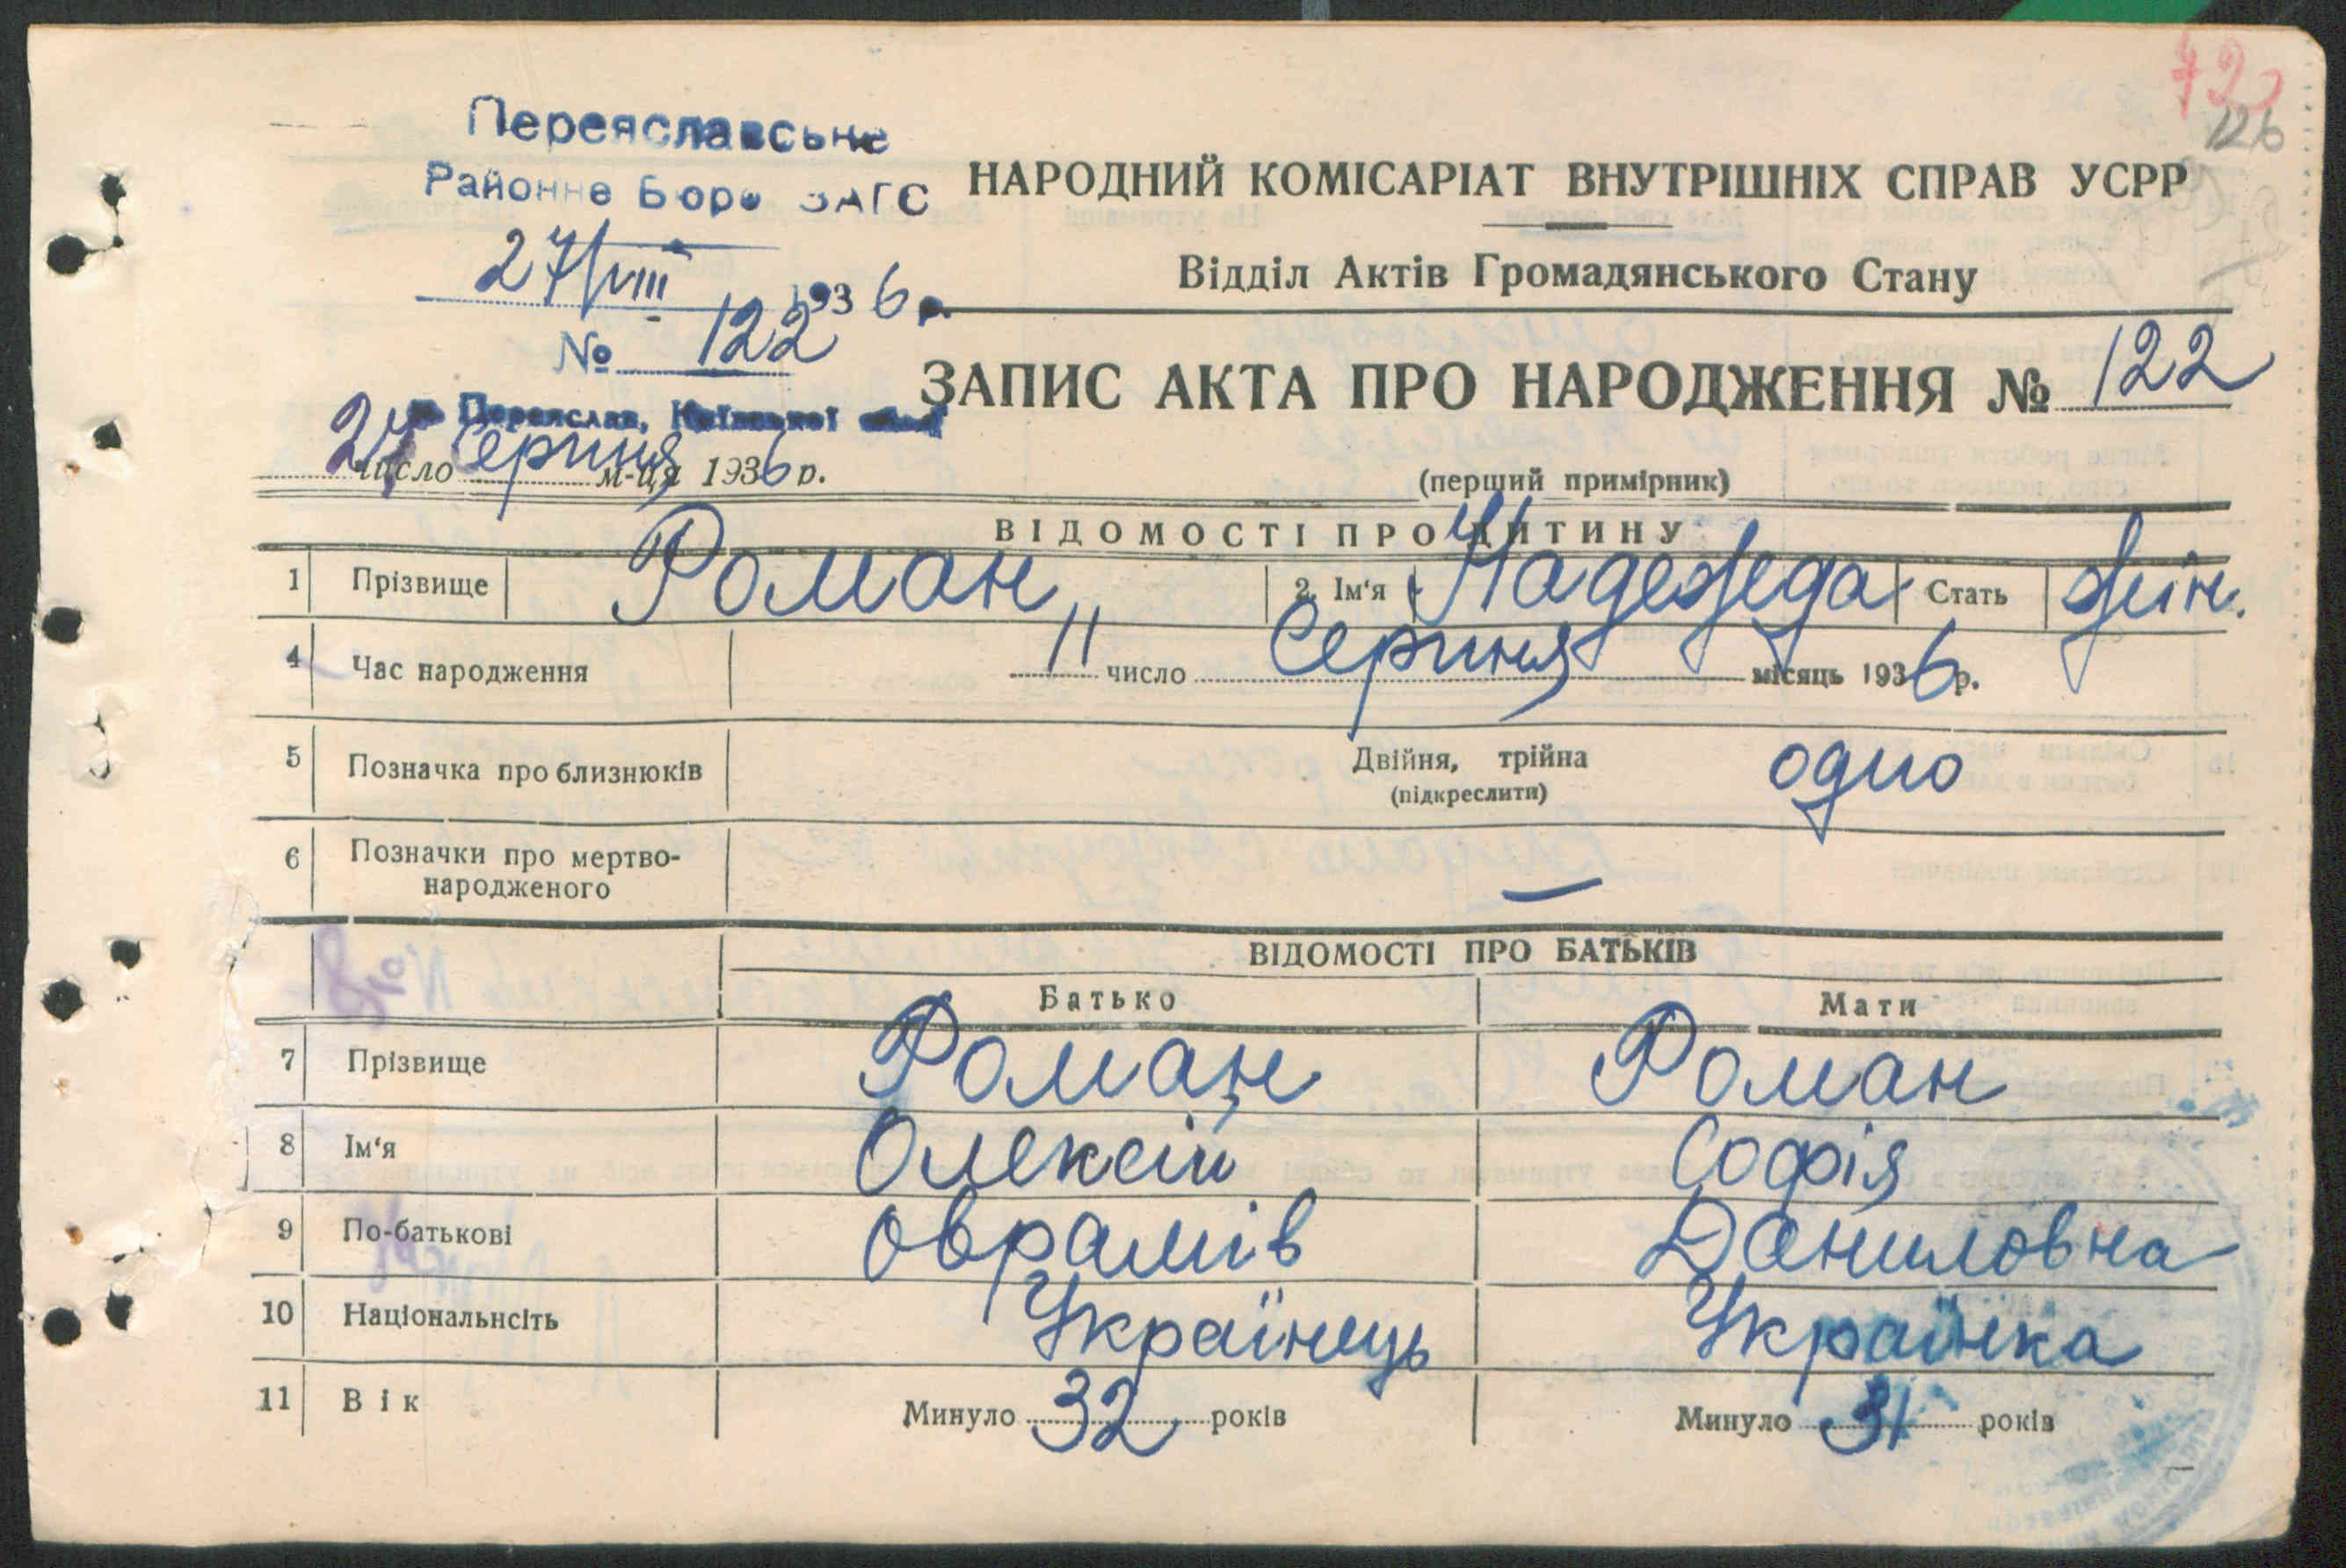 72
126
Переяславське
Районне Бюро ЗАГС
27/VIII 1936 р.
№ 122
м. Переяслав, Київської
НАРОДНИЙ КОМІСАРІАТ ВНУТРІШНІХ СПРАВ УСРР
Відділ Актів Громадянського Стану
ЗАПИС АКТА ПРО НАРОДЖЕННЯ № 122
27 число Серпня м-ця 1936 р.
(перший примірник)
ВІДОМОСТІ ПРО ДИТИНУ
1 Прізвище Роман 2. Ім'я Надежда Стать жін.
4 Час народження 11 число Серпня місяць 1936 р.
5 Позначка про близнюків Двійня, трійна одно
(підкреслити)
6 Позначки про мертво-
народженого —
ВІДОМОСТІ ПРО БАТЬКІВ
Батько Мати
7 Прізвище Роман Роман
8 Ім'я Олексій Софія
9 По-батькові Оврамів Даниловна
10 Національнсіть Українець Українка
11 Вік Минуло 32 років Минуло 31 років